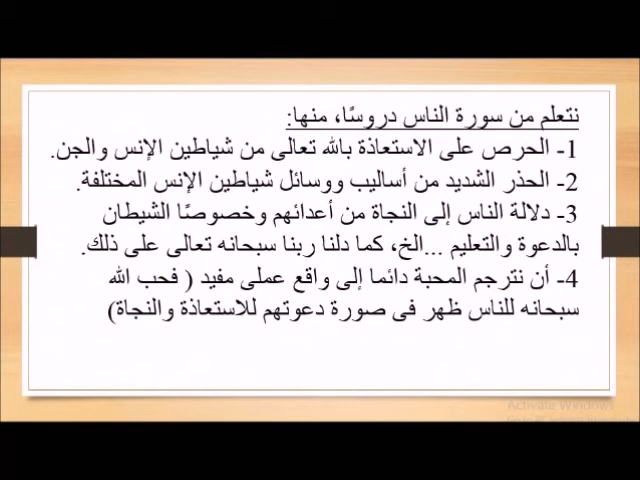 نتعلم من سورة الناس دروسًا، منها:
1- الحرص على الاستعاذة بالله تعالى من شياطين الإنس والجن.
2- الحذر الشديد من أساليب ووسائل شياطين الإنس المختلفة.
3- دلالة الناس إلى النجاة من أعدائهم وخصوصًا الشيطان
بالدعوة والتعليم ...الخ، كما دلنا ربنا سبحانه تعالى على ذلك.
4- أن نترجم المحبة دائما إلى واقع عملى مفيد ( فحب الله
سبحانه للناس ظهر فى صورة دعوتهم للاستعاذة والنجاة)
Activate Windows